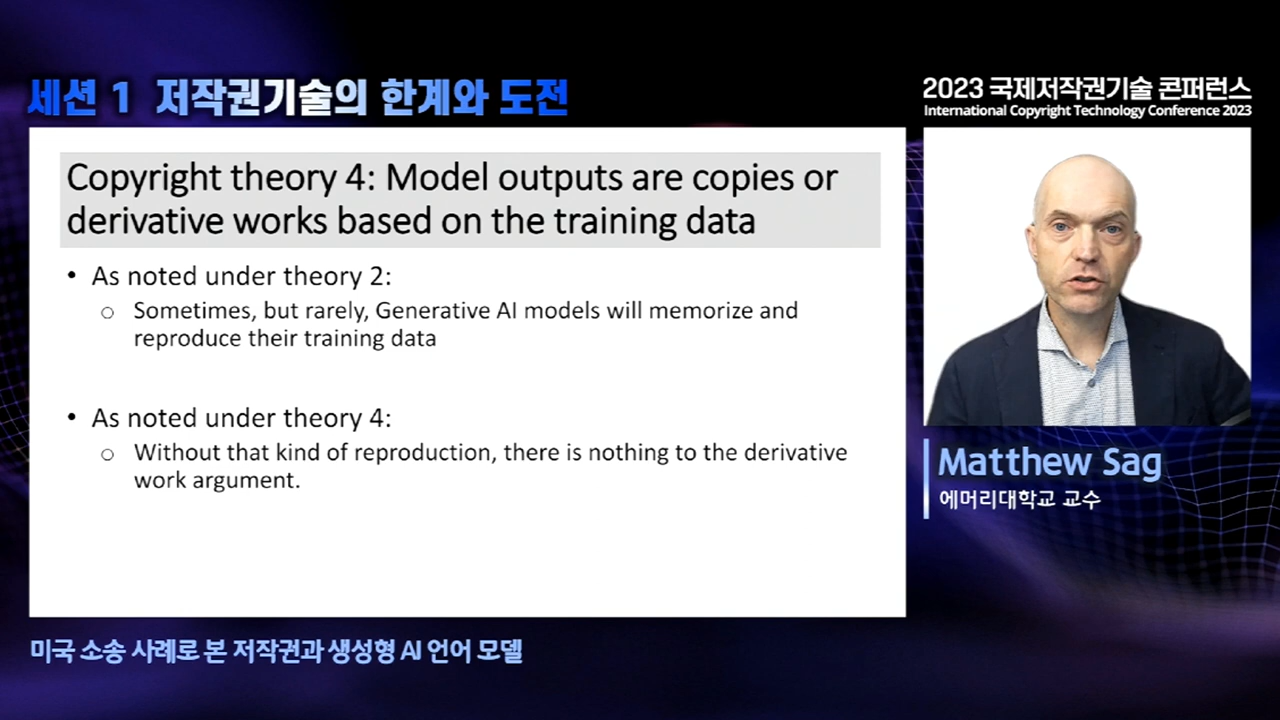 세션 1 저작권기술의 한계와 도전
2023 국제저작권기술 콘퍼런스
International Copyright Technology Conference 2023
Copyright theory 4: Model outputs are copies or
derivative works based on the training data
• As noted under theory 2:
○ Sometimes, but rarely, Generative AI models will memorize and
reproduce their training data
• As noted under theory 4:
○ Without that kind of reproduction, there is nothing to the derivative
work argument.
Matthew Sag
에머리대학교 교수
미국 소송 사례로 본 저작권과 생성형 AI 언어 모델